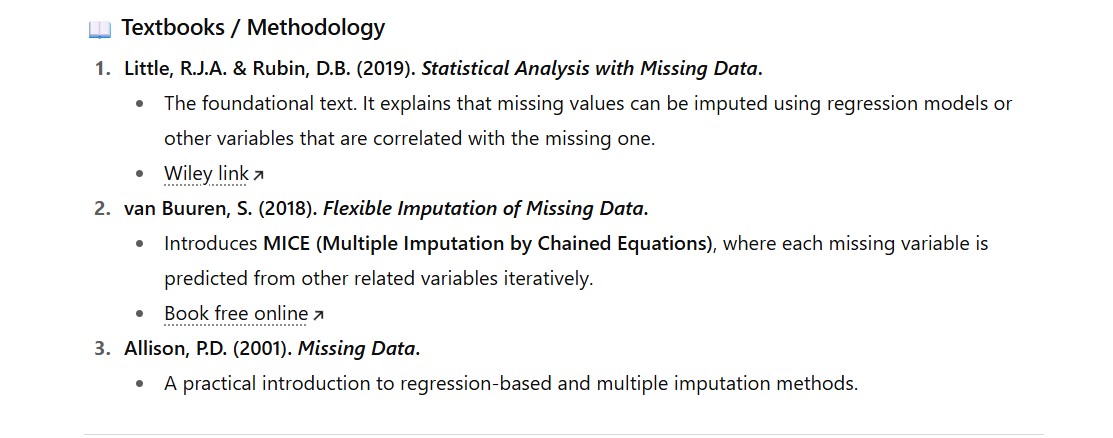 📖 Textbooks / Methodology
1. Little, R.J.A. & Rubin, D.B. (2019). Statistical Analysis with Missing Data.
• The foundational text. It explains that missing values can be imputed using regression models or
other variables that are correlated with the missing one.
• Wiley link ↗
2. van Buuren, S. (2018). Flexible Imputation of Missing Data.
• Introduces MICE (Multiple Imputation by Chained Equations), where each missing variable is
predicted from other related variables iteratively.
• Book free online ↗
3. Allison, P.D. (2001). Missing Data.
• A practical introduction to regression-based and multiple imputation methods.